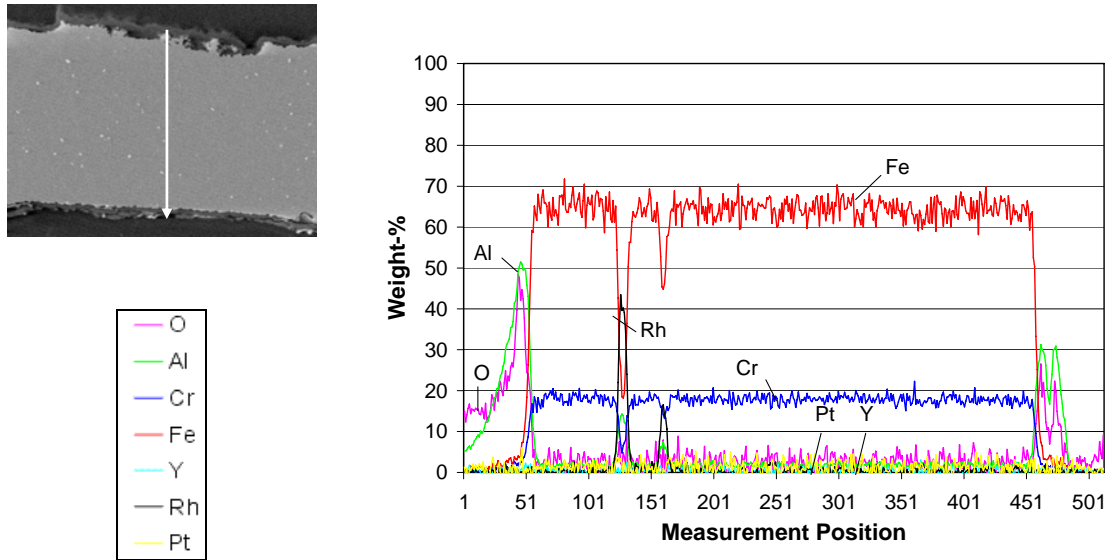 O
Al
Cr
Fe
Y
Rh
Pt
Weight-%
100
90
80
70
60
50
40
30
20
10
0
Fe
Al
Rh
O
Cr
Pt
Y
1 51 101 151 201 251 301 351 401 451 501
Measurement Position